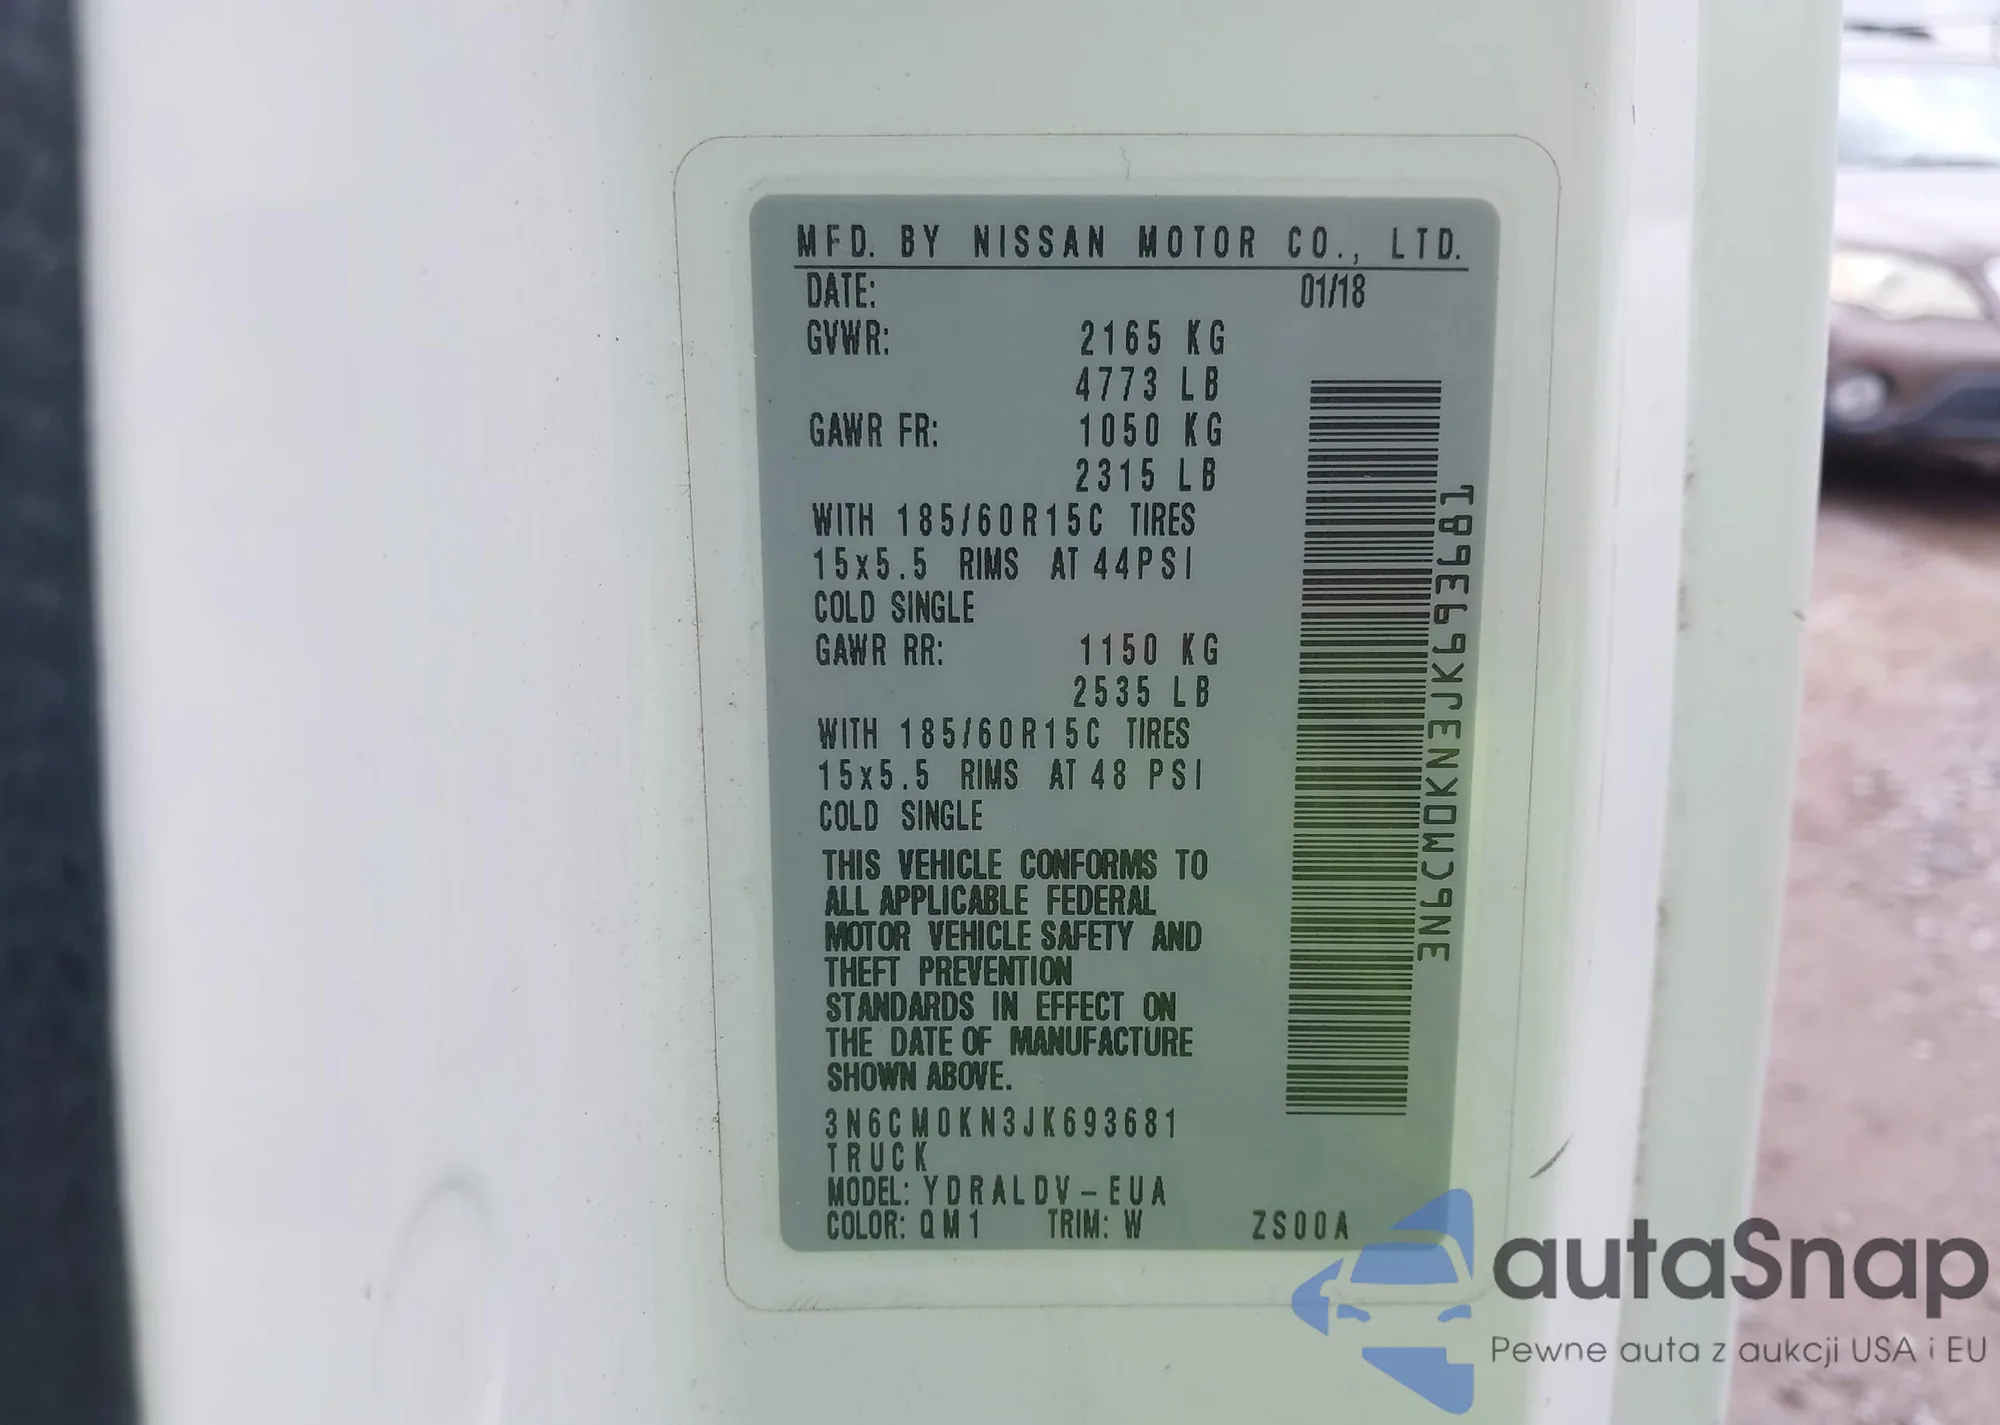 MFD. BY NISSAN MOTOR CO., LTD.
DATE: 01/18
GVWR: 2165 KG
4773 LB
GAWR FR: 1050 KG
2315 LB
WITH 185/60R15C TIRES
15x5.5 RIMS AT 44PSI
COLD SINGLE
GAWR RR: 1150 KG
2535 LB
WITH 185/60R15C TIRES
15x5.5 RIMS AT 48 PSI
COLD SINGLE
THIS VEHICLE CONFORMS TO
ALL APPLICABLE FEDERAL
MOTOR VEHICLE SAFETY AND
THEFT PREVENTION
STANDARDS IN EFFECT ON
THE DATE OF MANUFACTURE
SHOWN ABOVE.
3N6CM0KN3JK693681
TRUCK
MODEL: YDRALDV-EUA
COLOR: QM1 TRIM: W ZS00A
3N6CM0KN3JK693681
autaSnap
Pewne auta z aukcji USA i EU